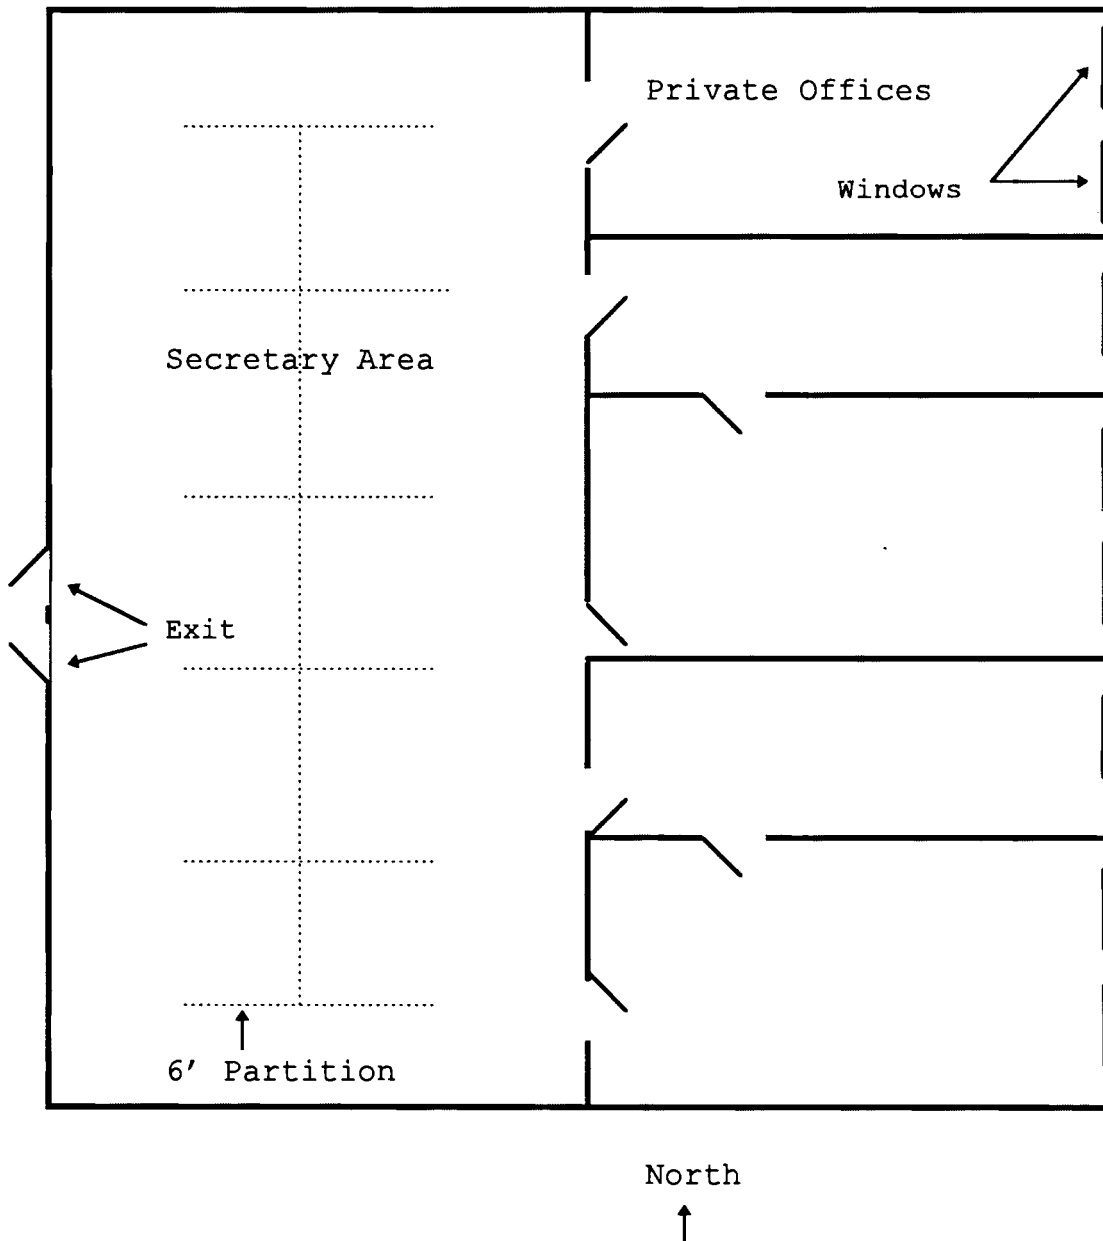 Private Offices
Windows
Secretary Area
Exit
6' Partition
North